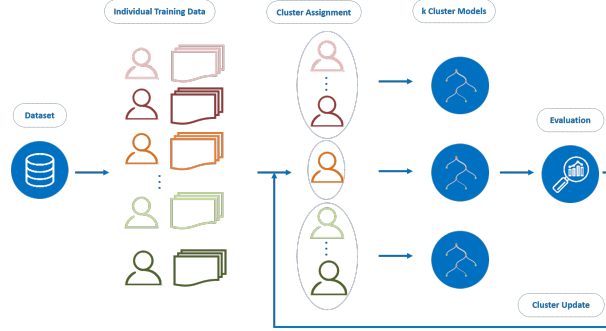 Individual Training Data
Cluster Assignment
k Cluster Models
Dataset
Evaluation
Cluster Update